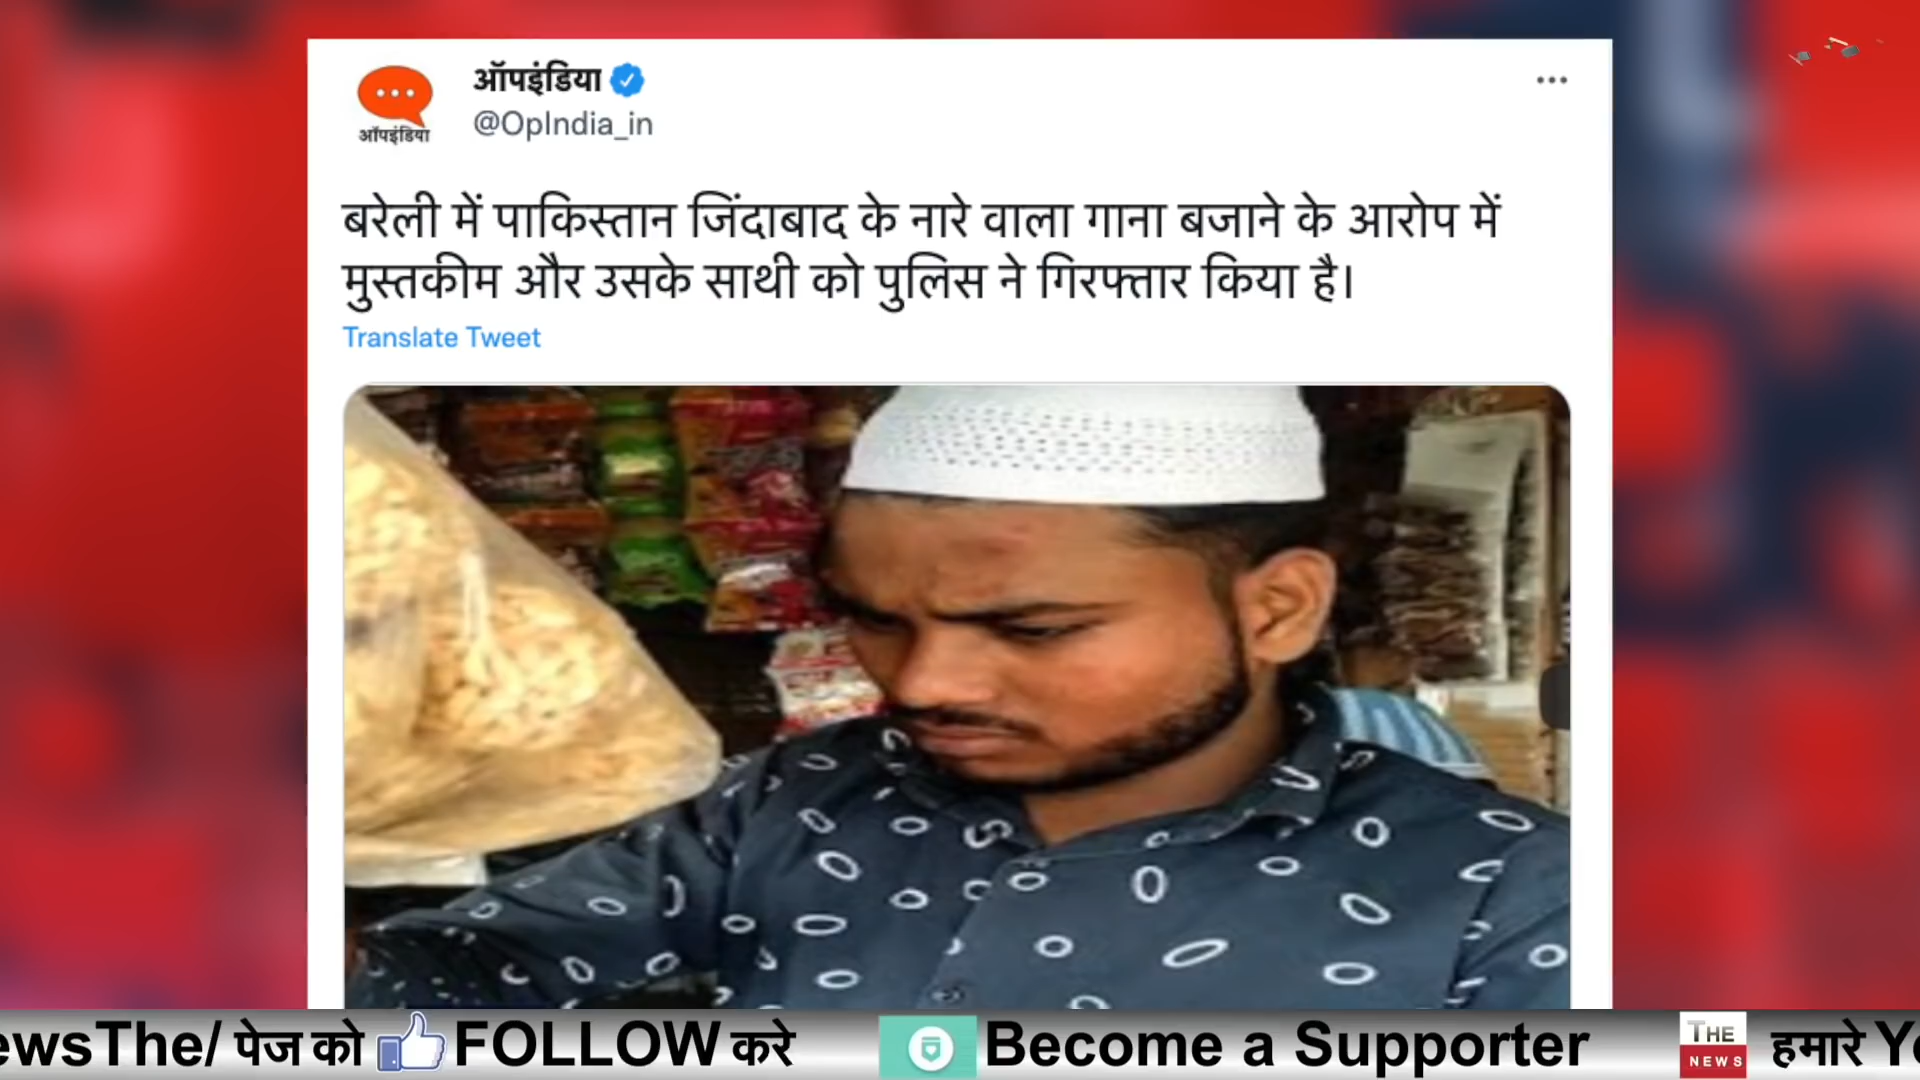 ऑपइंडिया
@OpIndia_in
ऑपइंडिया
बरेली में पाकिस्तान जिंदाबाद के नारे वाला गाना बजाने के आरोप में
मुस्तकीम और उसके साथी को पुलिस ने गिरफ्तार किया है।
Translate Tweet
ewsThe/ पेज को FOLLOW करे Become a Supporter THE NEWS हमारे Yo